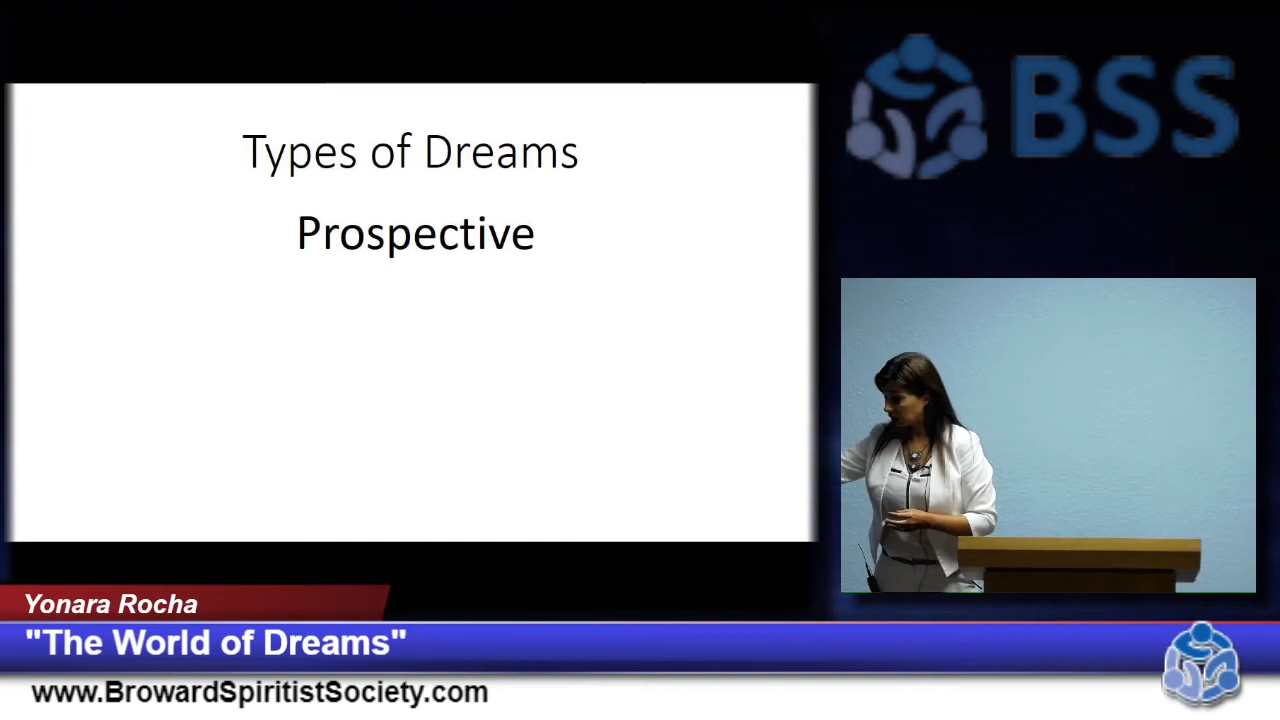 Types of Dreams
Prospective
BSS
Yonara Rocha
"The World of Dreams"
www.BrowardSpiritistSociety.com